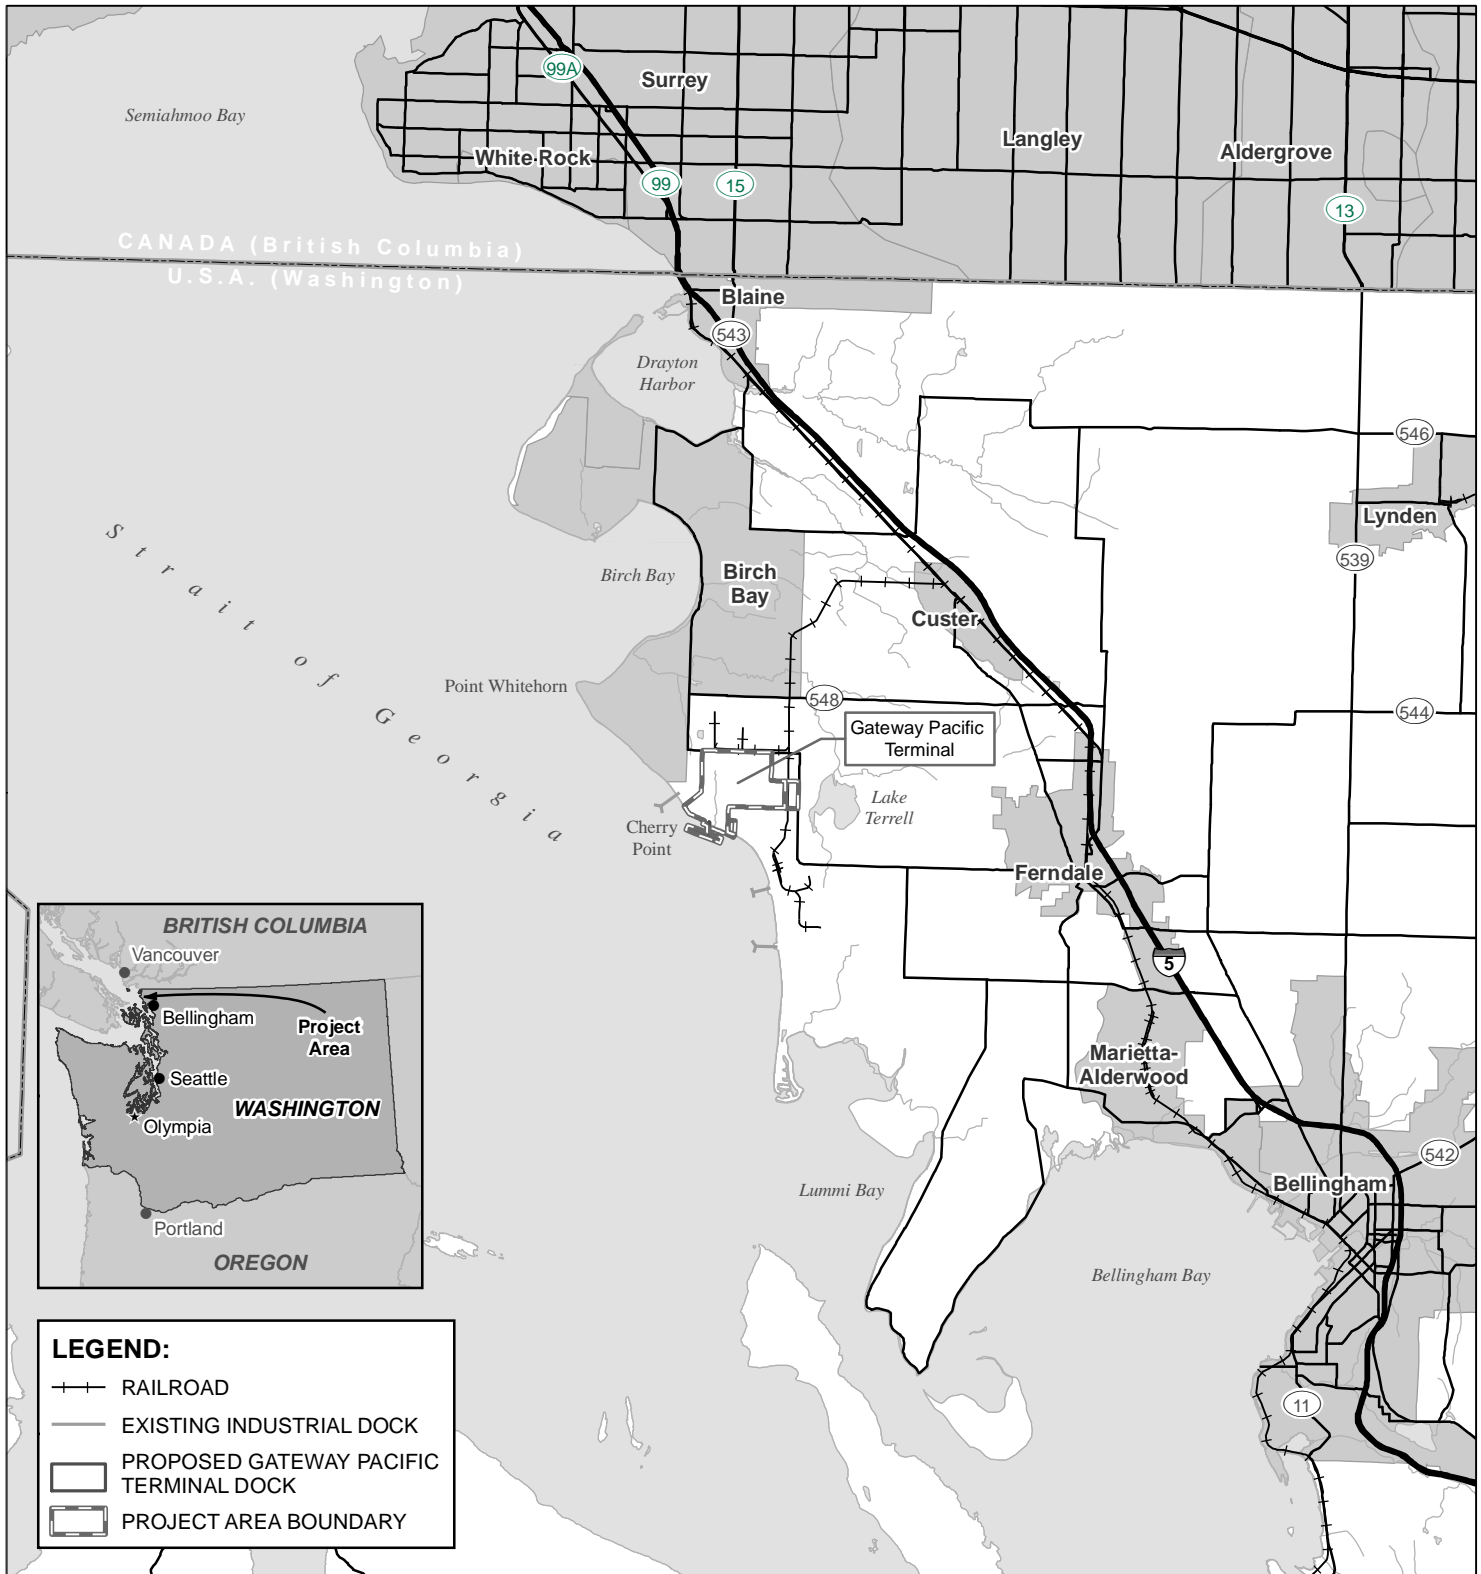 99A
Surrey
Semiahmoo Bay
Langley
Aldergrove
White Rock
99
15
13
CANADA (British Columbia)
U.S.A. (Washington)
Blaine
543
Drayton
Harbor
546
Lynden
539
Birch
Bay
Birch Bay
Custer
Strait of Georgia
Point Whitehorn
548
544
Gateway Pacific
Terminal
Lake
Terrell
Cherry
Point
Ferndale
5
Marietta-
Alderwood
542
Bellingham
Lummi Bay
Bellingham Bay
11
BRITISH COLUMBIA
Vancouver
Bellingham
Project
Area
Seattle
WASHINGTON
Olympia
Portland
OREGON
LEGEND:
RAILROAD
EXISTING INDUSTRIAL DOCK
PROPOSED GATEWAY PACIFIC
TERMINAL DOCK
PROJECT AREA BOUNDARY